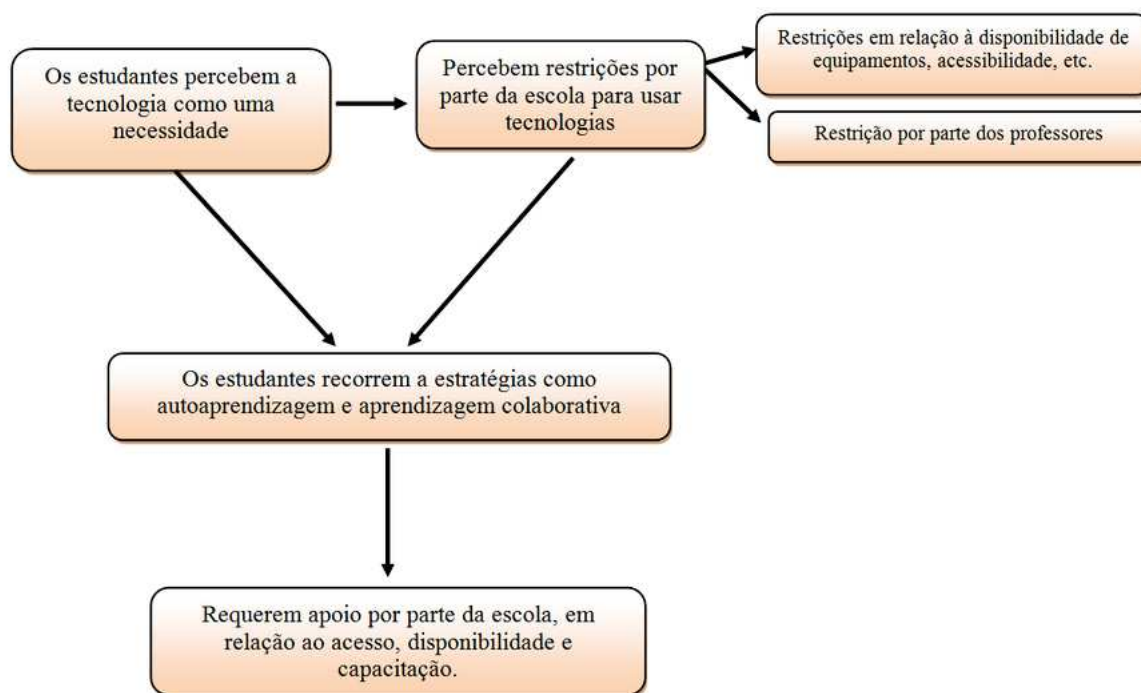 Os estudantes percebem a
tecnologia como uma
necessidade
Percebem restrições por
parte da escola para usar
tecnologias
Restrições em relação à disponibilidade de
equipamentos, acessibilidade, etc.
Restrição por parte dos professores
Os estudantes recorrem a estratégias como
autoaprendizagem e aprendizagem colaborativa
Requerem apoio por parte da escola, em
relação ao acesso, disponibilidade e
capacitação.